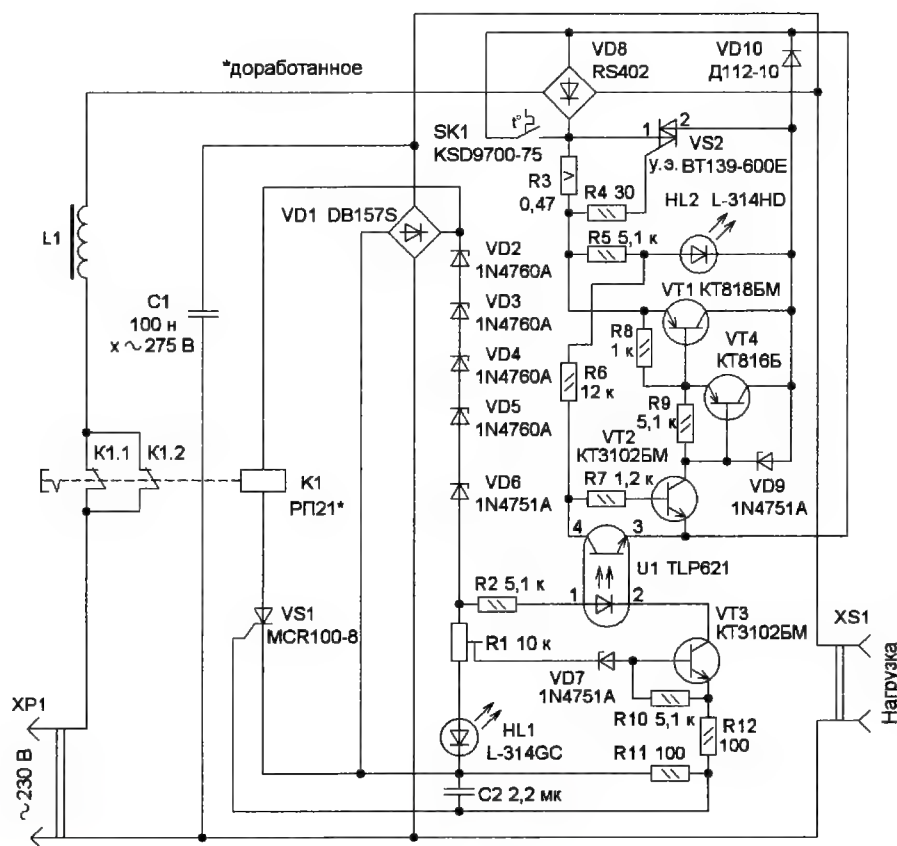 *доработанное
VD8
RS402
VD10
Д112-10
SK1
KSD9700-75
t°
1
2
VS2
у.э. BT139-600E
R3
0,47
R4 30
HL2 L-314HD
VD1 DB157S
L1
VD2
1N4760A
R5 5,1 к
C1
100 н
х ~ 275 В
VD3
1N4760A
VT1 КТ818БМ
R8
1 к
VT4
КТ816Б
VD4
1N4760A
R6
12 к
VD5
1N4760A
R9
5,1 к
VT2
КТ3102БМ
K1.1
K1.2
K1
РП21*
VD6
1N4751A
R7 1,2 к
VD9
1N4751A
4
3
U1 TLP621
R2 5,1 к
1
2
VT3
КТ3102БМ
XS1
VS1
MCR100-8
R1 10 к
VD7
1N4751A
Нагрузка
XP1
R10 5,1 к
R12
100
HL1
L-314GC
R11 100
~230 В
C2 2,2 мк